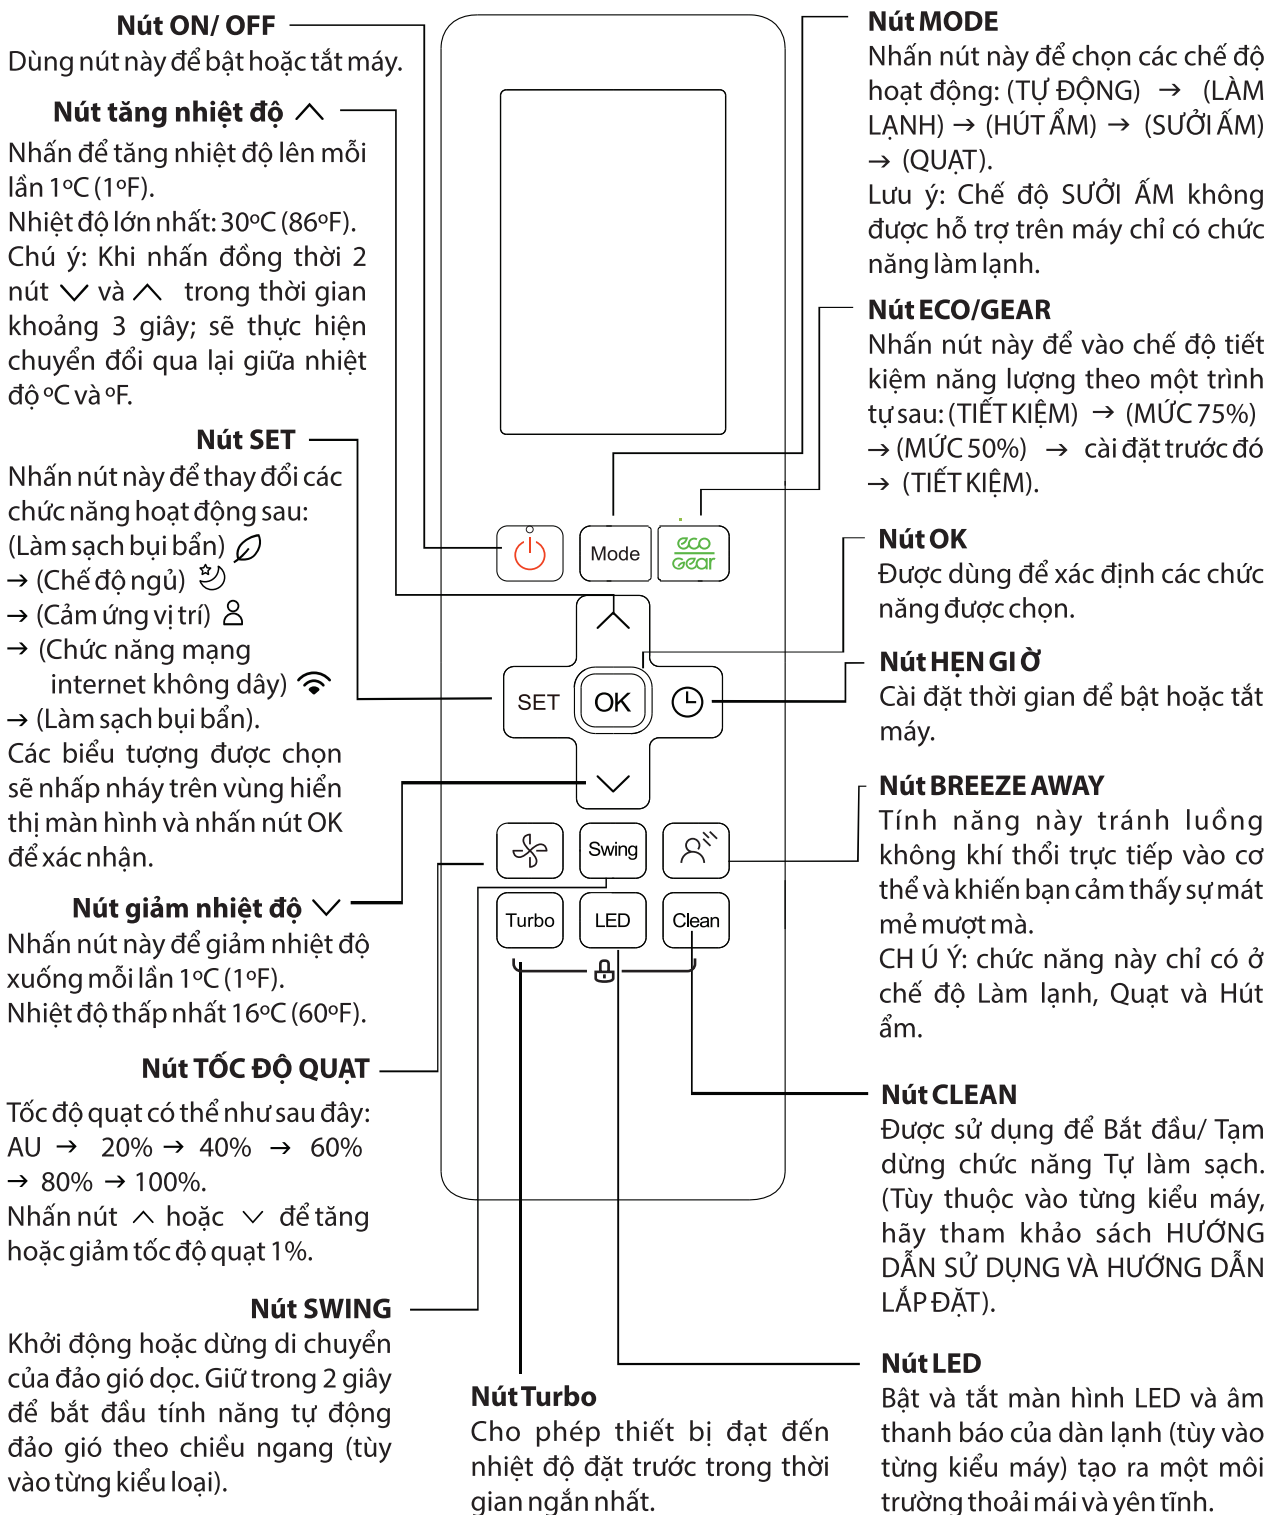 Nút ON/ OFF
Dùng nút này để bật hoặc tắt máy.
Nút tăng nhiệt độ
Nhấn để tăng nhiệt độ lên mỗi
lần 1ºC (1ºF).
Nhiệt độ lớn nhất: 30ºC (86ºF).
Chú ý: Khi nhấn đồng thời 2
nút ∨ và ∧ trong thời gian
khoảng 3 giây; sẽ thực hiện
chuyển đổi qua lại giữa nhiệt
độ ºC và ºF.
Nút SET
Nhấn nút này để thay đổi các
chức năng hoạt động sau:
(Làm sạch bụi bẩn)
→ (Chế độ ngủ)
→ (Cảm ứng vị trí)
→ (Chức năng mạng
internet không dây)
→ (Làm sạch bụi bẩn).
Các biểu tượng được chọn
sẽ nhấp nháy trên vùng hiển
thị màn hình và nhấn nút OK
để xác nhận.
Nút giảm nhiệt độ
Nhấn nút này để giảm nhiệt độ
xuống mỗi lần 1ºC (1ºF).
Nhiệt độ thấp nhất 16ºC (60ºF).
Nút TỐC ĐỘ QUẠT
Tốc độ quạt có thể như sau đây:
AU → 20% → 40% → 60%
→ 80% → 100%.
Nhấn nút ∧ hoặc ∨ để tăng
hoặc giảm tốc độ quạt 1%.
Nút SWING
Khởi động hoặc dừng di chuyển
của đảo gió dọc. Giữ trong 2 giây
để bắt đầu tính năng tự động
đảo gió theo chiều ngang (tùy
vào từng kiểu loại).
Mode
eco
Gear
SET
OK
Swing
Turbo
LED
Clean
Nút Turbo
Cho phép thiết bị đạt đến
nhiệt độ đặt trước trong thời
gian ngắn nhất.
Nút MODE
Nhấn nút này để chọn các chế độ
hoạt động: (TỰ ĐỘNG) → (LÀM
LẠNH) → (HÚT ẨM) → (SƯỞI ẤM)
→ (QUẠT).
Lưu ý: Chế độ SƯỞI ẤM không
được hỗ trợ trên máy chỉ có chức
năng làm lạnh.
Nút ECO/GEAR
Nhấn nút này để vào chế độ tiết
kiệm năng lượng theo một trình
tự sau: (TIẾT KIỆM) → (MỨC 75%)
→ (MỨC 50%) → cài đặt trước đó
→ (TIẾT KIỆM).
Nút OK
Được dùng để xác định các chức
năng được chọn.
Nút HẸN GI Ờ
Cài đặt thời gian để bật hoặc tắt
máy.
Nút BREEZE AWAY
Tính năng này tránh luồng
không khí thổi trực tiếp vào cơ
thể và khiến bạn cảm thấy sự mát
mẻ mượt mà.
CH Ú Ý: chức năng này chỉ có ở
chế độ Làm lạnh, Quạt và Hút
ẩm.
Nút CLEAN
Được sử dụng để Bắt đầu/ Tạm
dừng chức năng Tự làm sạch.
(Tùy thuộc vào từng kiểu máy,
hãy tham khảo sách HƯỚNG
DẪN SỬ DỤNG VÀ HƯỚNG DẪN
LẮP ĐẶT).
Nút LED
Bật và tắt màn hình LED và âm
thanh báo của dàn lạnh (tùy vào
từng kiểu máy) tạo ra một môi
trường thoải mái và yên tĩnh.